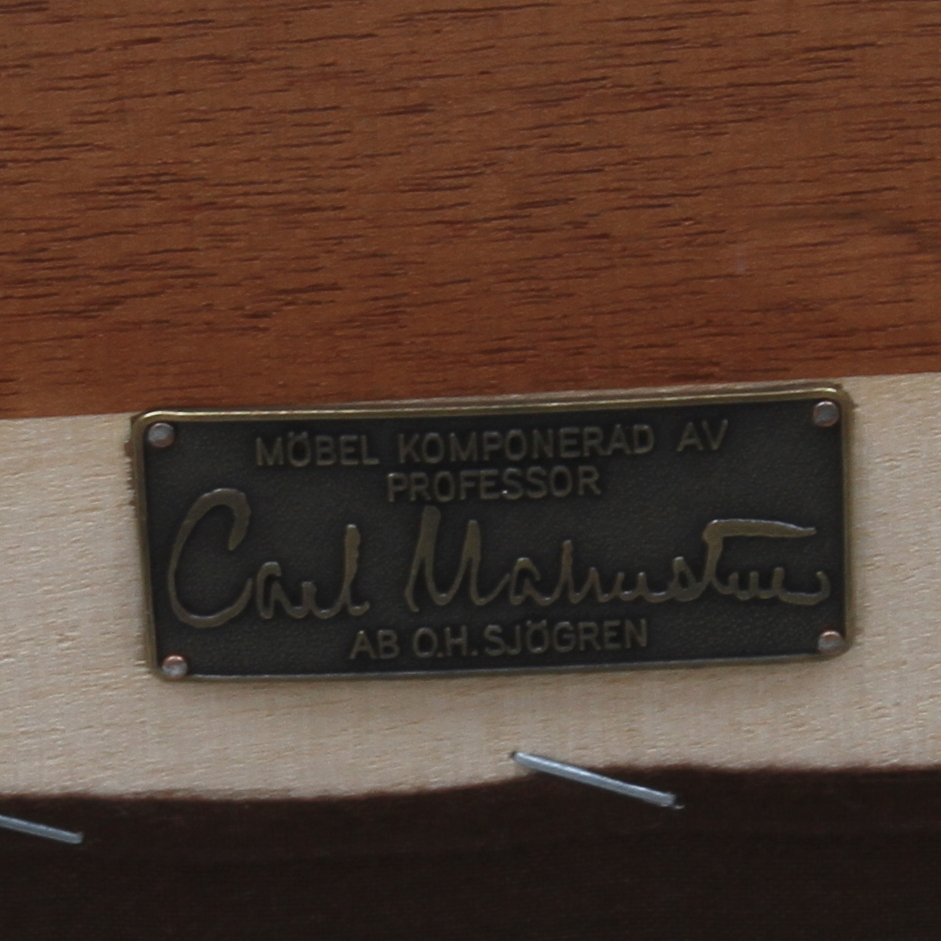 MÖBEL KOMPONERAD AV
PROFESSOR
Carl Malmsten
AB O.H. SJÖGREN